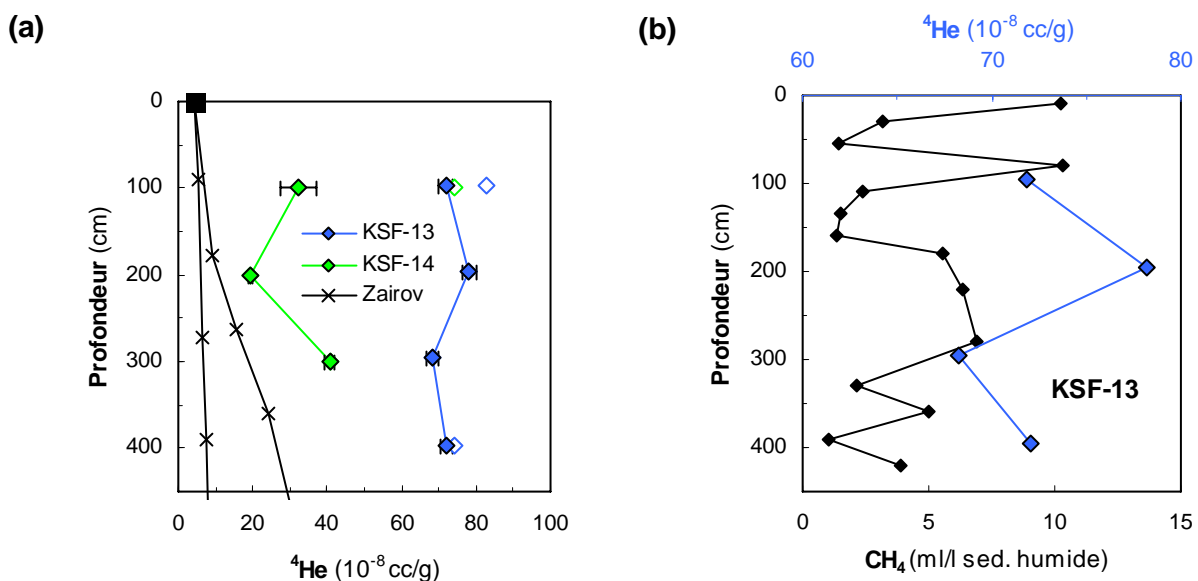 (a)
0
100
200
300
400
Profondeur (cm)
KSF-13
KSF-14
Zairov
0 20 40 60 80 100
⁴He (10⁻⁸ cc/g)
(b)
⁴He (10⁻⁸ cc/g)
60 70 80
0
100
200
300
400
Profondeur (cm)
KSF-13
0 5 10 15
CH₄ (ml/l sed. humide)